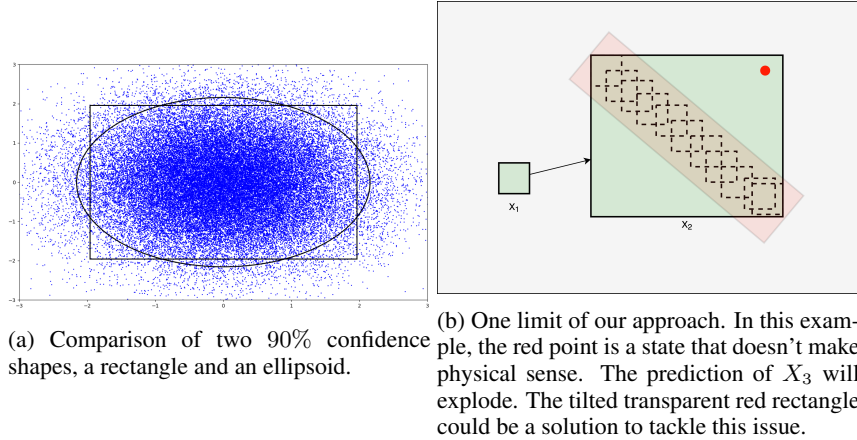 3
2
1
0
−1
−2
−3
−3
−2
−1
0
1
2
3
(a) Comparison of two 90% confidence
shapes, a rectangle and an ellipsoid.
X₁
X₂
(b) One limit of our approach. In this exam-
ple, the red point is a state that doesn't make
physical sense. The prediction of X₃ will
explode. The tilted transparent red rectangle
could be a solution to tackle this issue.